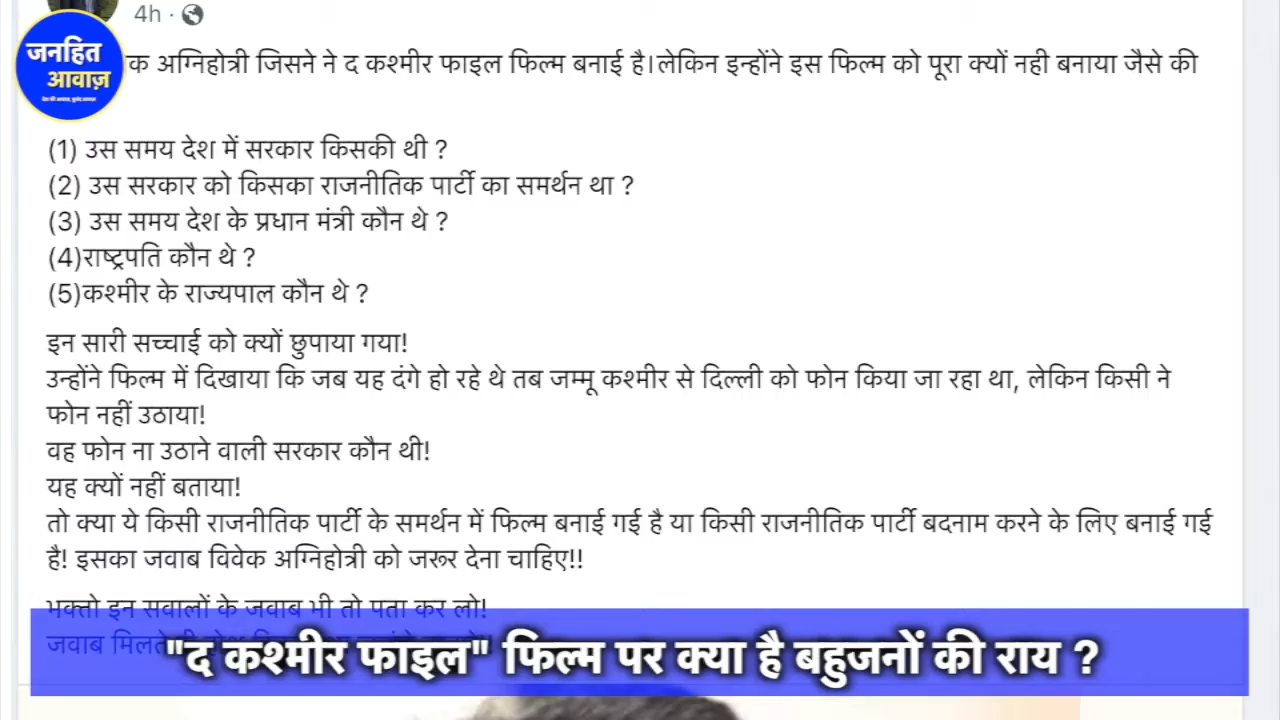 4h
जनहित
आवाज़
क अग्निहोत्री जिसने ने द कश्मीर फाइल फिल्म बनाई है।लेकिन इन्होंने इस फिल्म को पूरा क्यों नही बनाया जैसे की
(1) उस समय देश में सरकार किसकी थी ?
(2) उस सरकार को किसका राजनीतिक पार्टी का समर्थन था ?
(3) उस समय देश के प्रधान मंत्री कौन थे ?
(4)राष्ट्रपति कौन थे ?
(5)कश्मीर के राज्यपाल कौन थे ?
इन सारी सच्चाई को क्यों छुपाया गया!
उन्होंने फिल्म में दिखाया कि जब यह दंगे हो रहे थे तब जम्मू कश्मीर से दिल्ली को फोन किया जा रहा था, लेकिन किसी ने
फोन नहीं उठाया!
वह फोन ना उठाने वाली सरकार कौन थी!
यह क्यों नहीं बताया!
तो क्या ये किसी राजनीतिक पार्टी के समर्थन में फिल्म बनाई गई है या किसी राजनीतिक पार्टी बदनाम करने के लिए बनाई गई
है! इसका जवाब विवेक अग्निहोत्री को जरूर देना चाहिए!!
भक्तो इन सवालों के जवाब भी तो पता कर लो!
जवाब
"द कश्मीर फाइल" फिल्म पर क्या है बहुजनों की राय ?